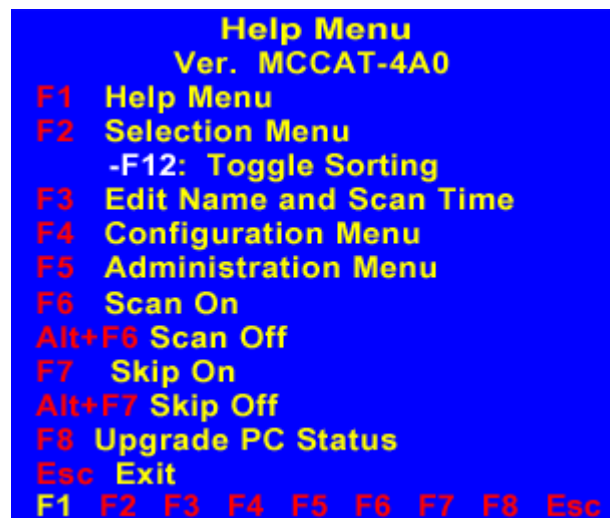 Help Menu
Ver. MCCAT-4A0
F1 Help Menu
F2 Selection Menu
-F12: Toggle Sorting
F3 Edit Name and Scan Time
F4 Configuration Menu
F5 Administration Menu
F6 Scan On
Alt+F6 Scan Off
F7 Skip On
Alt+F7 Skip Off
F8 Upgrade PC Status
Esc Exit
F1 F2 F3 F4 F5 F6 F7 F8 Esc